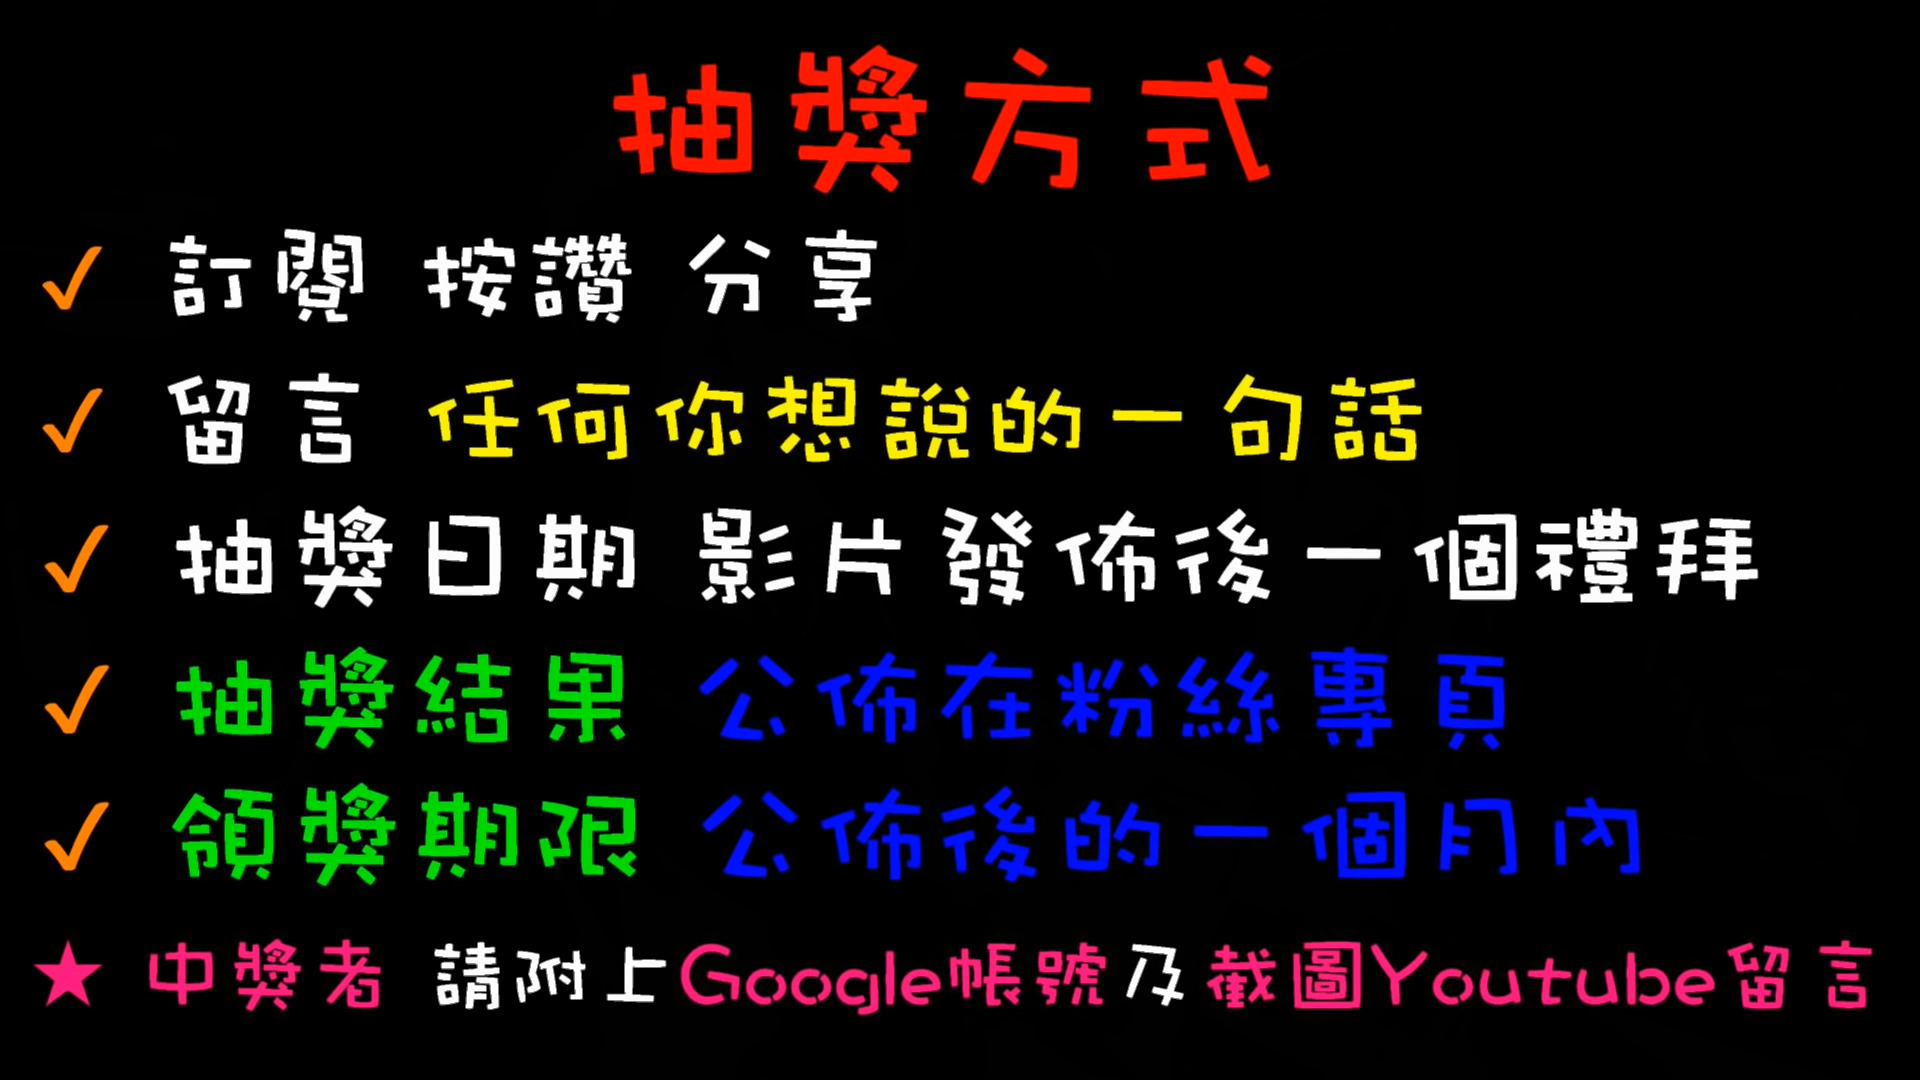 抽獎方式
✓ 訂閱 按讚 分享
✓ 留言 任何你想說的一句話
✓ 抽獎日期 影片發佈後一個禮拜
✓ 抽獎結果 公佈在粉絲專頁
✓ 領獎期限 公佈後的一個月內
★ 中獎者 請附上Google帳號及截圖Youtube留言